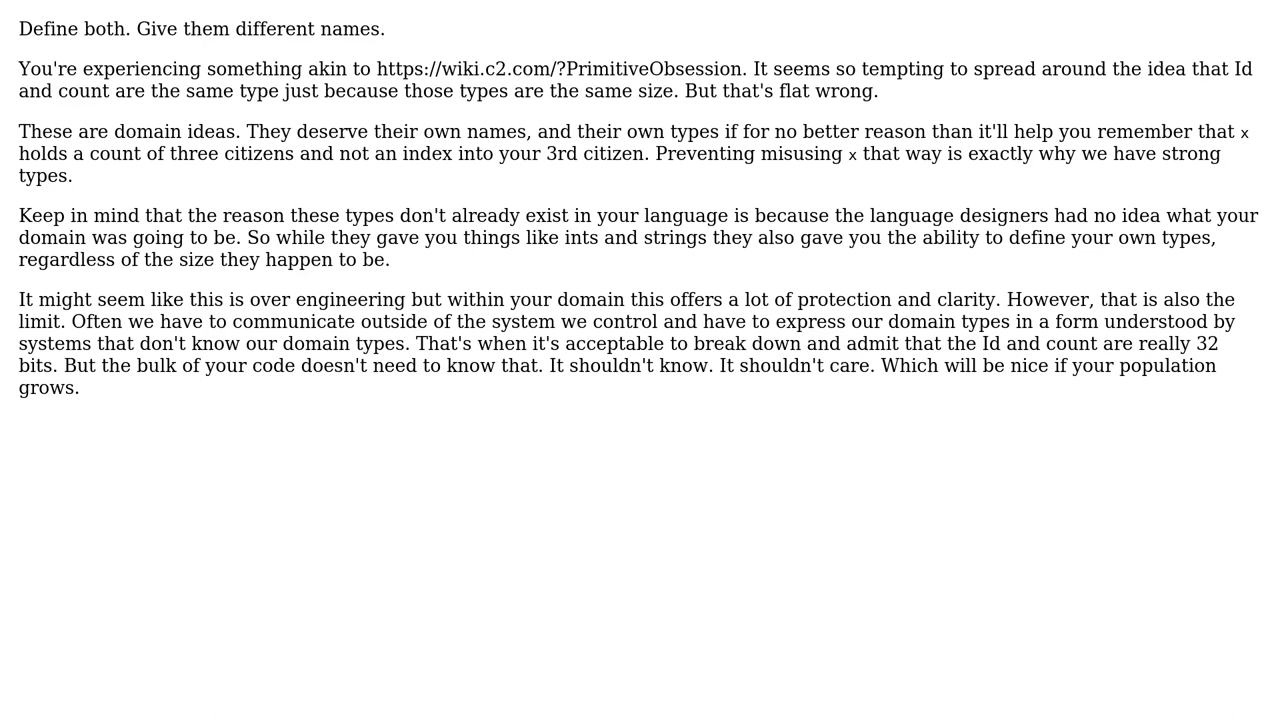 Define both. Give them different names.
You're experiencing something akin to https://wiki.c2.com/?PrimitiveObsession. It seems so tempting to spread around the idea that Id
and count are the same type just because those types are the same size. But that's flat wrong.
These are domain ideas. They deserve their own names, and their own types if for no better reason than it'll help you remember that x
holds a count of three citizens and not an index into your 3rd citizen. Preventing misusing x that way is exactly why we have strong
types.
Keep in mind that the reason these types don't already exist in your language is because the language designers had no idea what your
domain was going to be. So while they gave you things like ints and strings they also gave you the ability to define your own types,
regardless of the size they happen to be.
It might seem like this is over engineering but within your domain this offers a lot of protection and clarity. However, that is also the
limit. Often we have to communicate outside of the system we control and have to express our domain types in a form understood by
systems that don't know our domain types. That's when it's acceptable to break down and admit that the Id and count are really 32
bits. But the bulk of your code doesn't need to know that. It shouldn't know. It shouldn't care. Which will be nice if your population
grows.